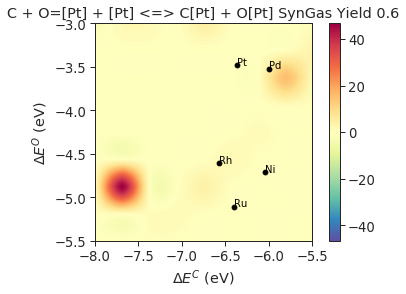 C + O=[Pt] + [Pt] <=> C[Pt] + O[Pt] SynGas Yield 0.6
−3.0
−3.5
−4.0
−4.5
−5.0
−5.5
ΔE^O (eV)
Pt
Pd
Rh
Ni
Ru
−8.0 −7.5 −7.0 −6.5 −6.0 −5.5
ΔE^C (eV)
40
20
0
−20
−40